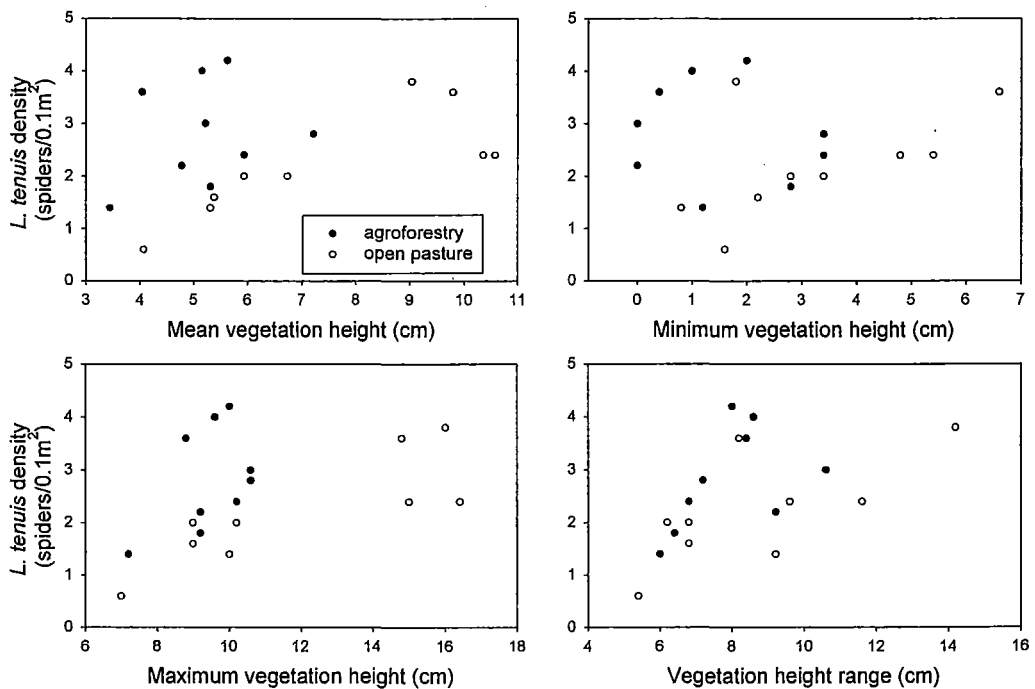 5
4
3
2
1
0
L. tenuis density
(spiders/0.1m²)
agroforestry
open pasture
3 4 5 6 7 8 9 10 11
Mean vegetation height (cm)
5
4
3
2
1
0
0 1 2 3 4 5 6 7
Minimum vegetation height (cm)
5
4
3
2
1
0
L. tenuis density
(spiders/0.1m²)
6 8 10 12 14 16 18
Maximum vegetation height (cm)
5
4
3
2
1
0
4 6 8 10 12 14 16
Vegetation height range (cm)